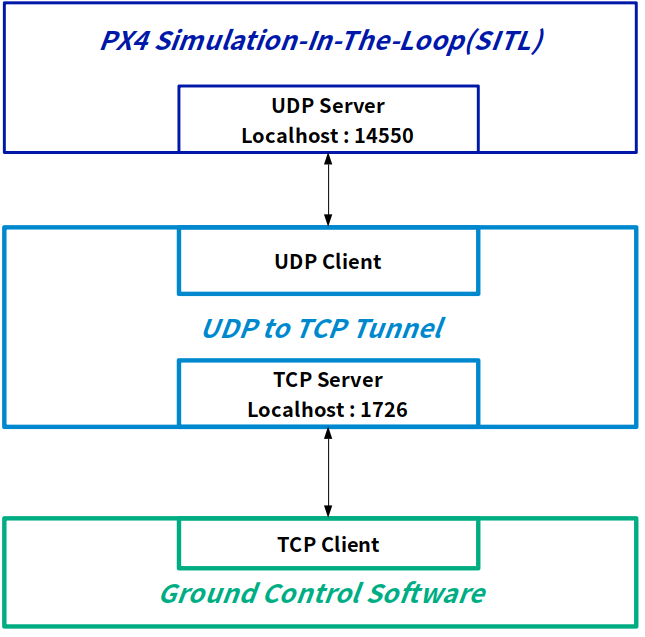 PX4 Simulation-In-The-Loop(SITL)
UDP Server
Localhost : 14550
UDP Client
UDP to TCP Tunnel
TCP Server
Localhost : 1726
TCP Client
Ground Control Software